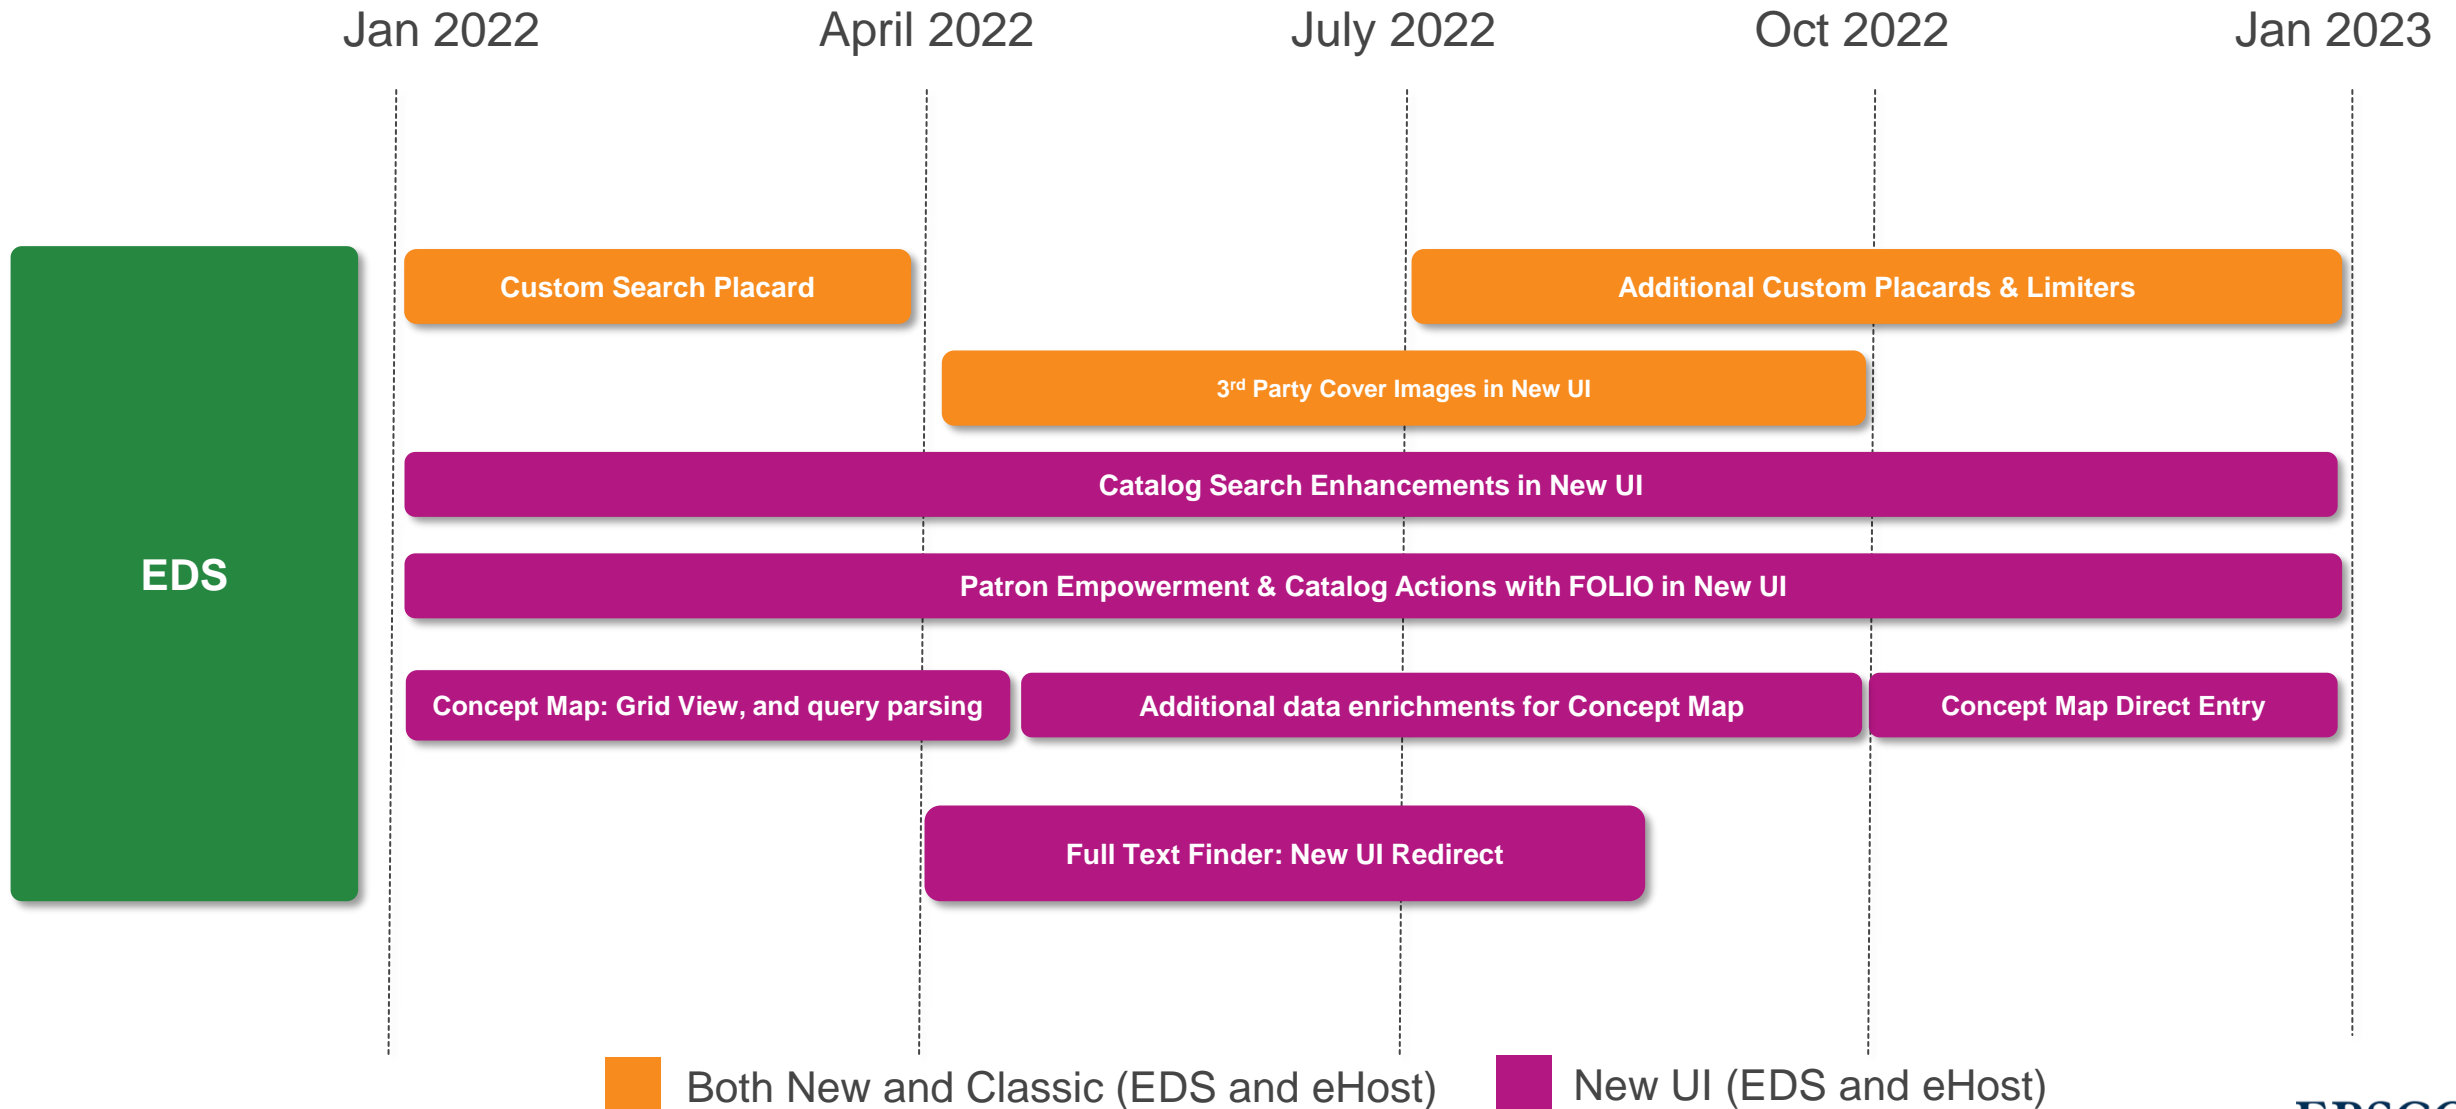 Jan 2022
April 2022
July 2022
Oct 2022
Jan 2023
Custom Search Placard
Additional Custom Placards & Limiters
3rd Party Cover Images in New UI
Catalog Search Enhancements in New UI
EDS
Patron Empowerment & Catalog Actions with FOLIO in New UI
Concept Map: Grid View, and query parsing
Additional data enrichments for Concept Map
Concept Map Direct Entry
Full Text Finder: New UI Redirect
Both New and Classic (EDS and eHost)
New UI (EDS and eHost)